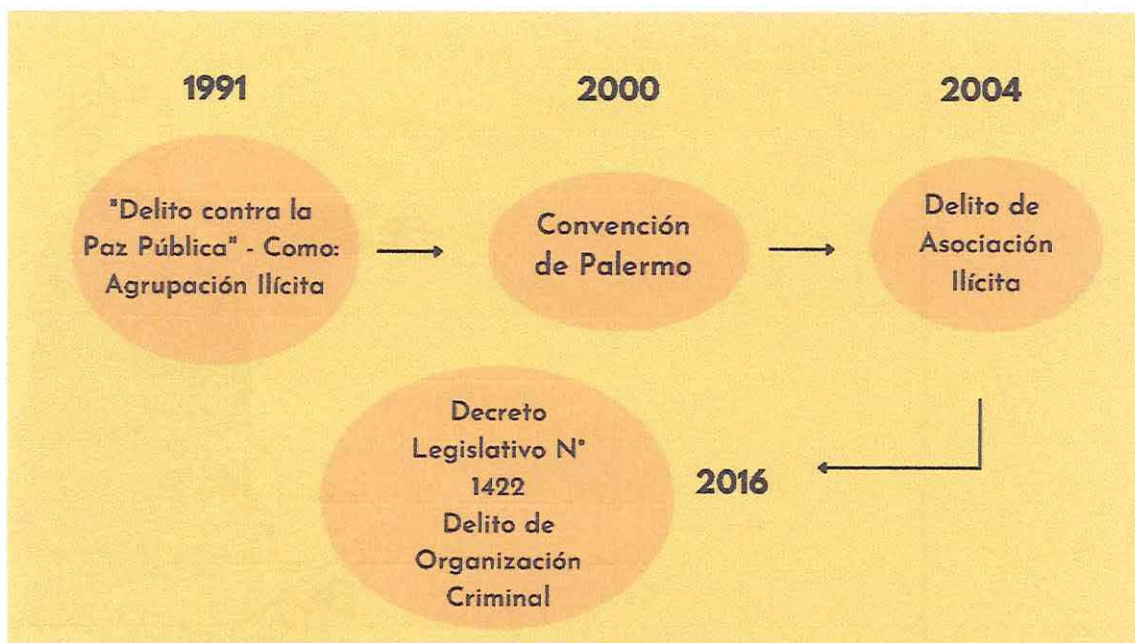 1991
"Delito contra la
Paz Pública" - Como:
Agrupación Ilícita
2000
Convención
de Palermo
2004
Delito de
Asociación
Ilícita
2016
Decreto
Legislativo N°
1422
Delito de
Organización
Criminal